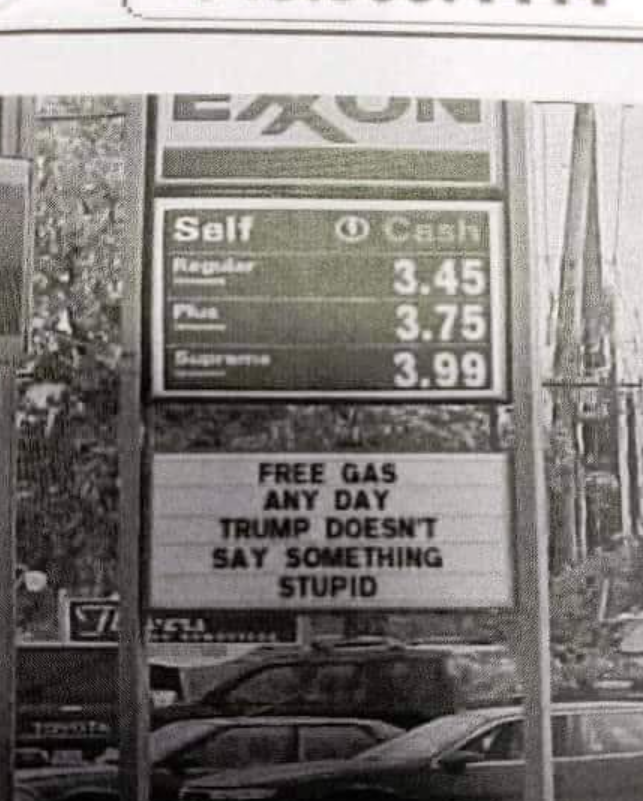 EXXON
Self Cash
Regular 3.45
Plus 3.75
Supreme 3.99
FREE GAS
ANY DAY
TRUMP DOESN'T
SAY SOMETHING
STUPID
TOYOTA